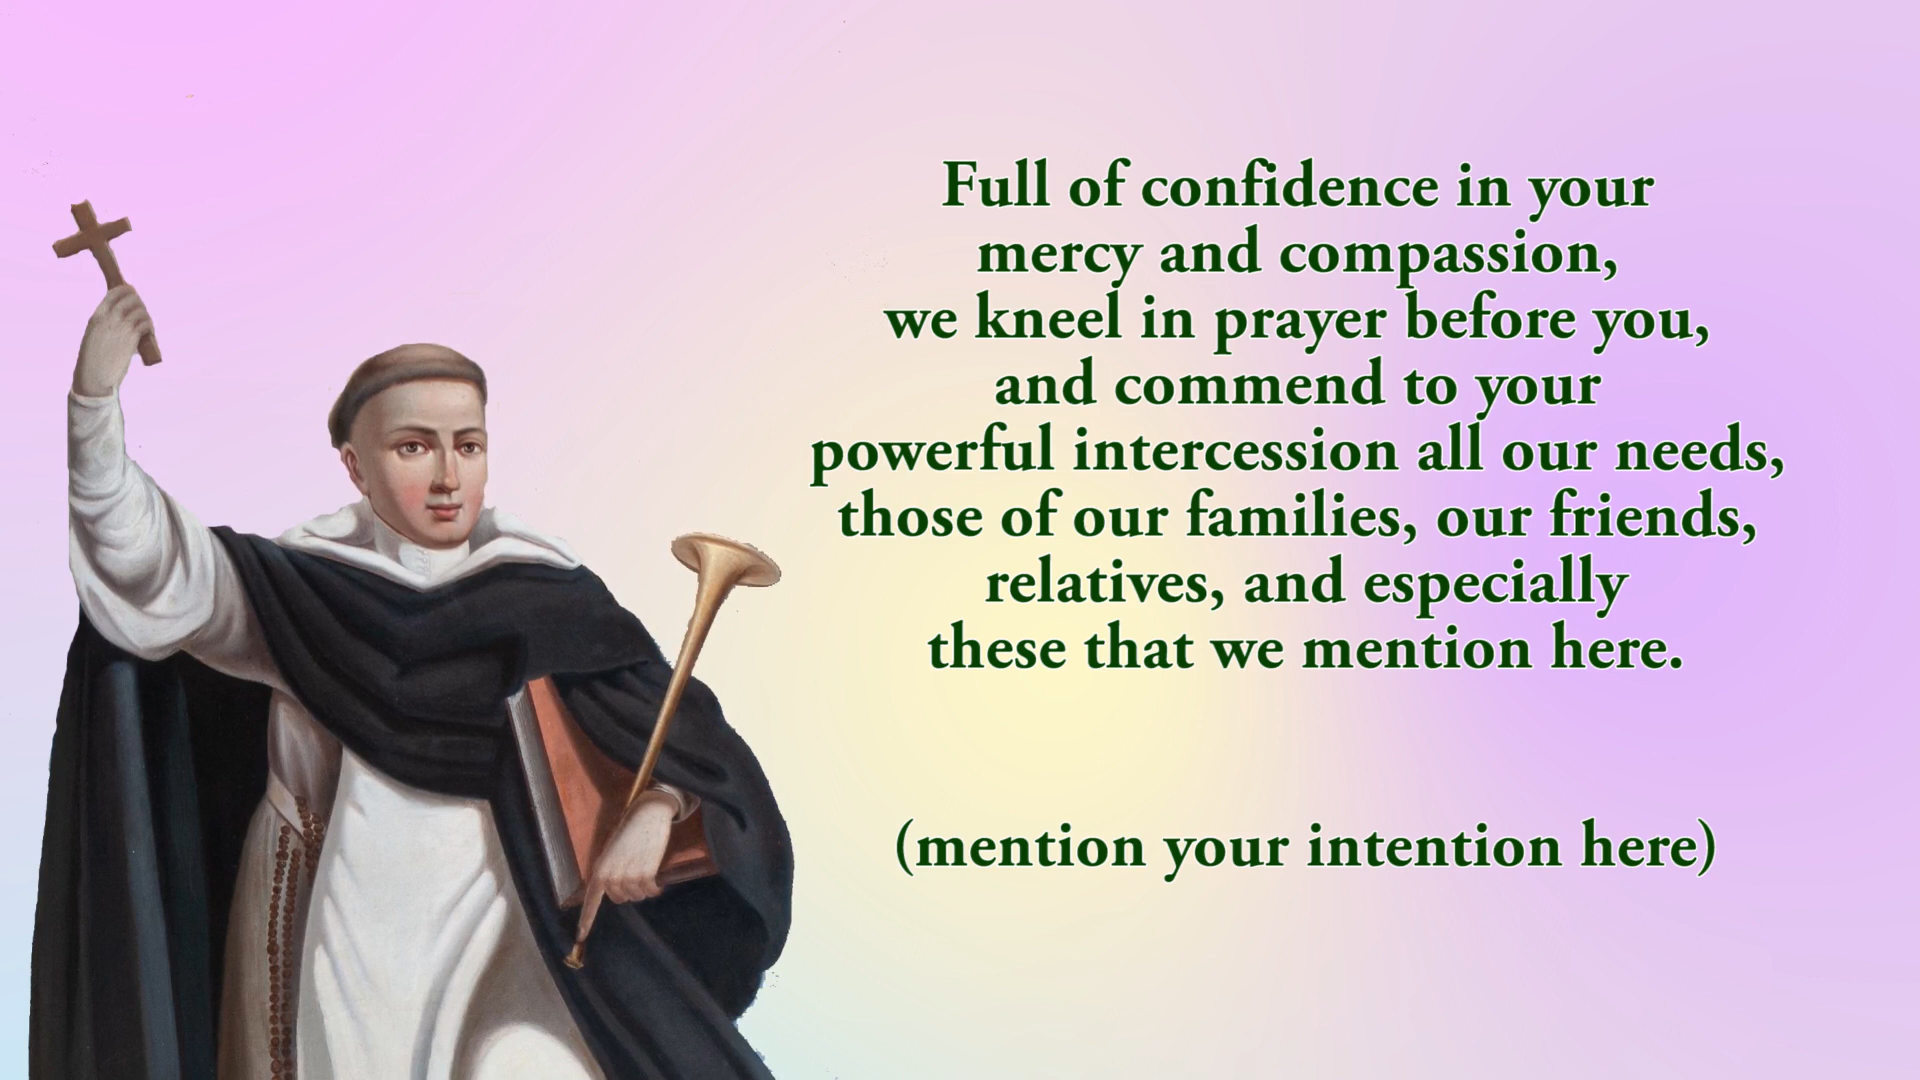 Full of confidence in your
mercy and compassion,
we kneel in prayer before you,
and commend to your
powerful intercession all our needs,
those of our families, our friends,
relatives, and especially
these that we mention here.
(mention your intention here)